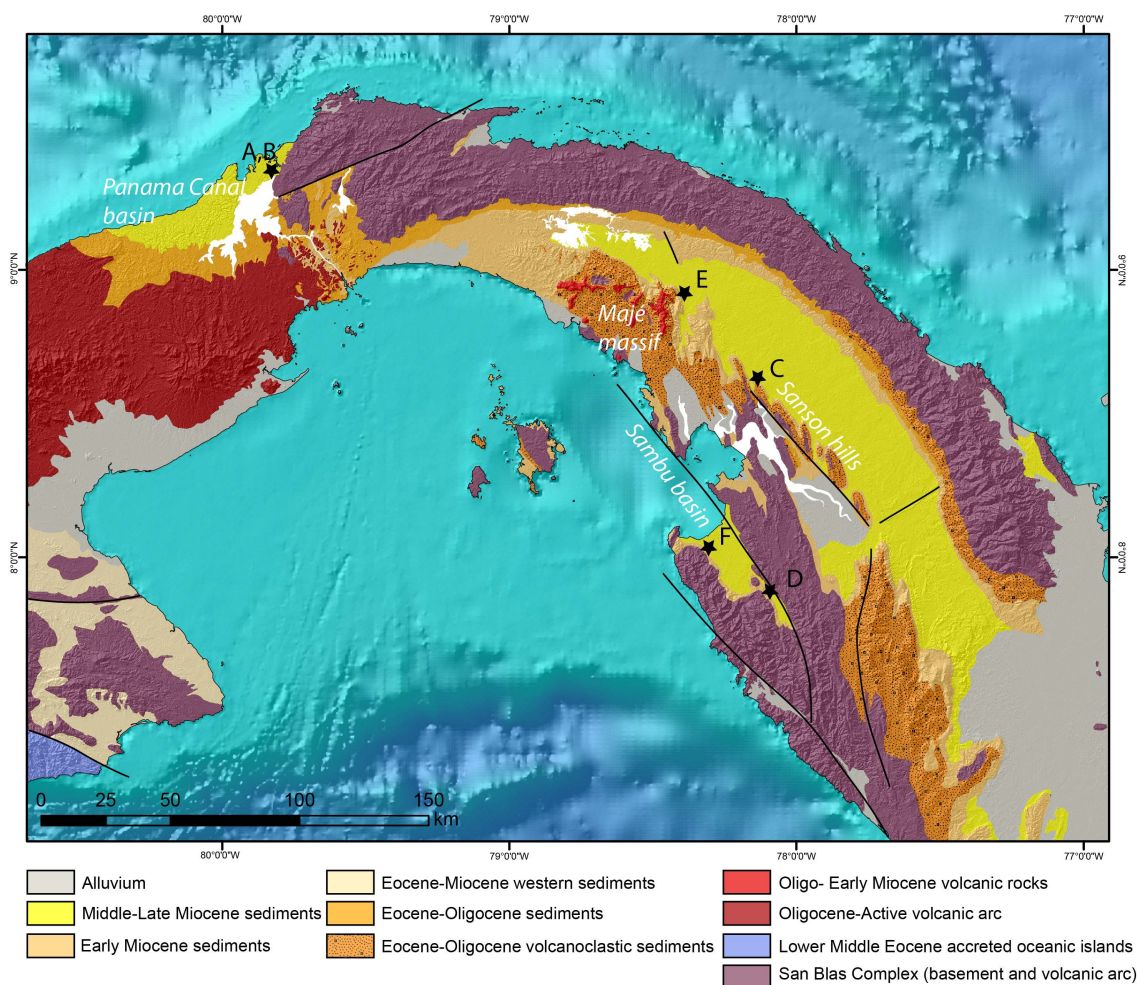 80°0'0"W
79°0'0"W
78°0'0"W
77°0'0"W
A,B
Panama Canal
basin
9°0'0"N
9°0'0"N
E
Majé
massif
C
Sanson hills
Sambu basin
F
D
8°0'0"N
8°0'0"N
0 25 50 100 150
km
80°0'0"W
79°0'0"W
78°0'0"W
77°0'0"W
Alluvium
Middle-Late Miocene sediments
Early Miocene sediments
Eocene-Miocene western sediments
Eocene-Oligocene sediments
Eocene-Oligocene volcanoclastic sediments
Oligo- Early Miocene volcanic rocks
Oligocene-Active volcanic arc
Lower Middle Eocene accreted oceanic islands
San Blas Complex (basement and volcanic arc)